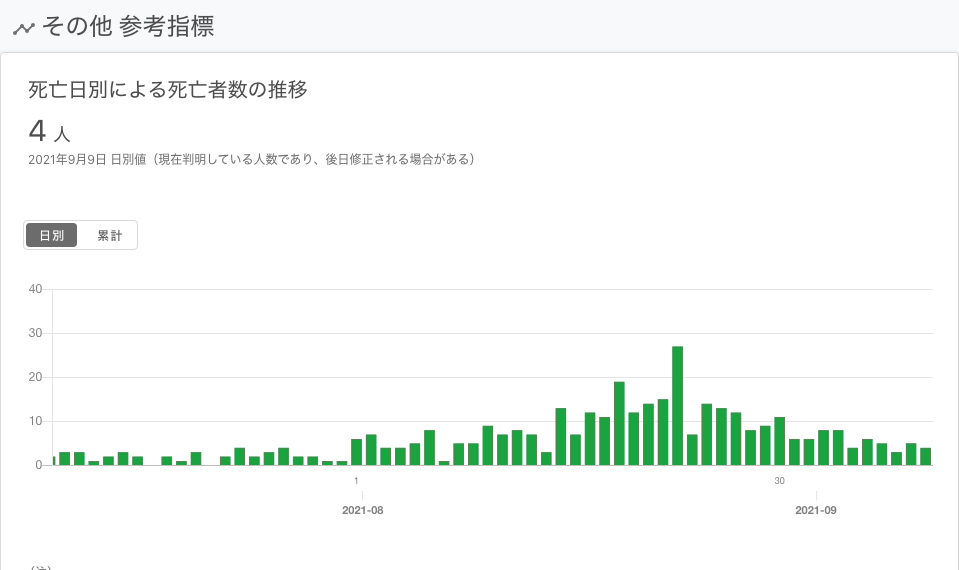 その他 参考指標
死亡日別による死亡者数の推移
4 人
2021年9月9日 日別値（現在判明している人数であり、後日修正される場合がある）
日別 累計
40
30
20
10
0
1 30
2021-08 2021-09